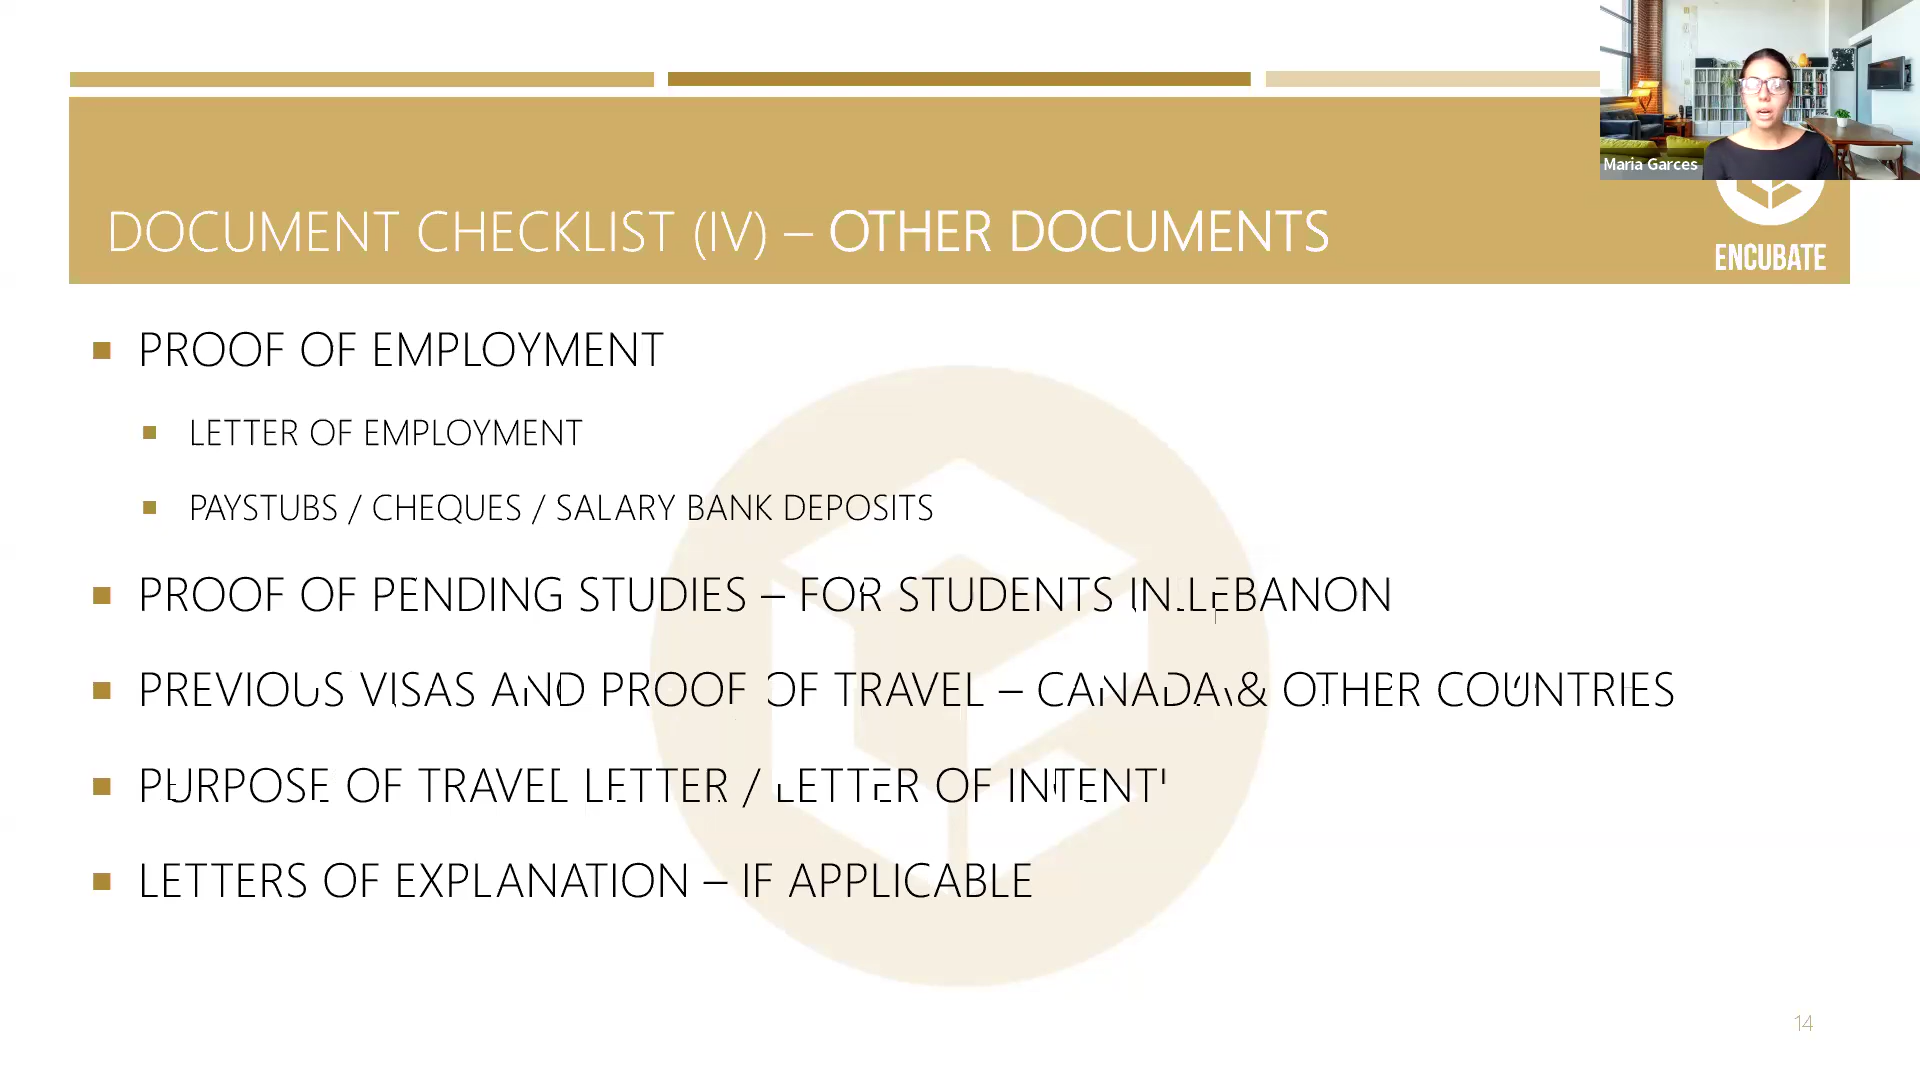 Maria Garces
DOCUMENT CHECKLIST (IV) – OTHER DOCUMENTS
ENCUBATE
PROOF OF EMPLOYMENT
LETTER OF EMPLOYMENT
PAYSTUBS / CHEQUES / SALARY BANK DEPOSITS
PROOF OF PENDING STUDIES – FOR STUDENTS IN LEBANON
PREVIOUS VISAS AND PROOF OF TRAVEL – CANADA & OTHER COUNTRIES
PURPOSE OF TRAVEL LETTER / LETTER OF INTENT
LETTERS OF EXPLANATION – IF APPLICABLE
14